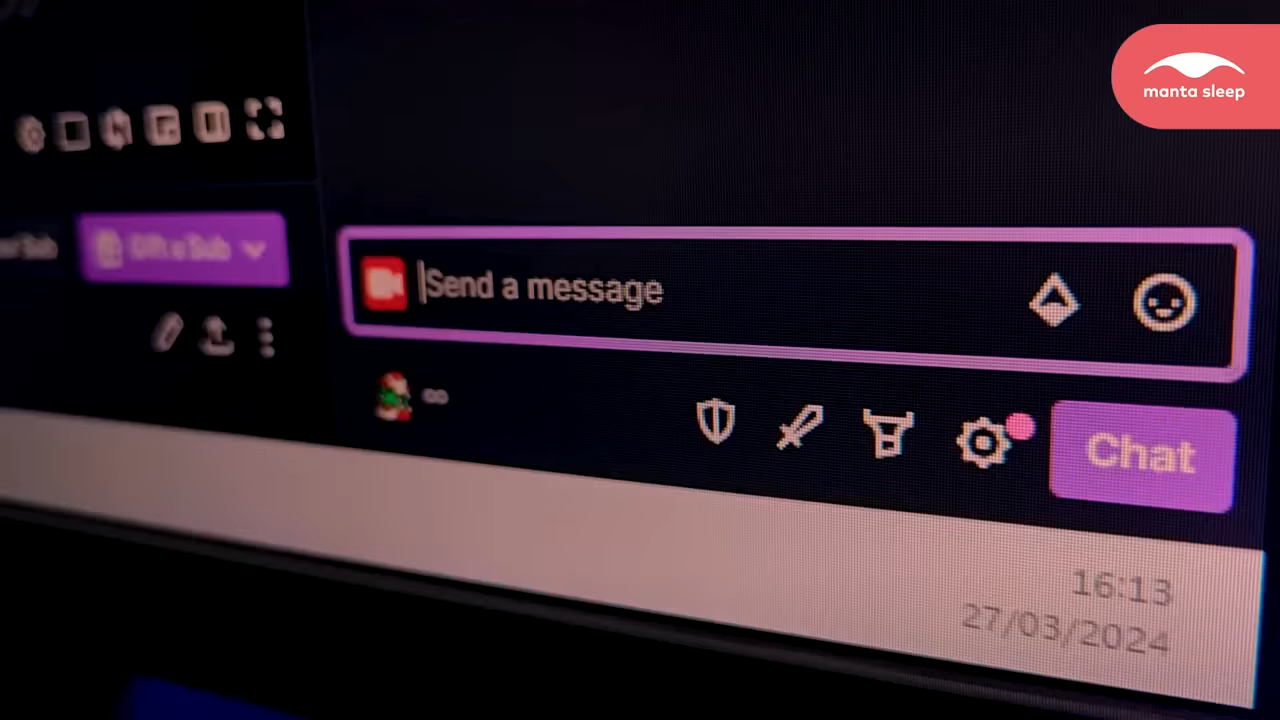 manta sleep
Gift a Sub
Send a message
∞
Chat
16:13
27/03/2024